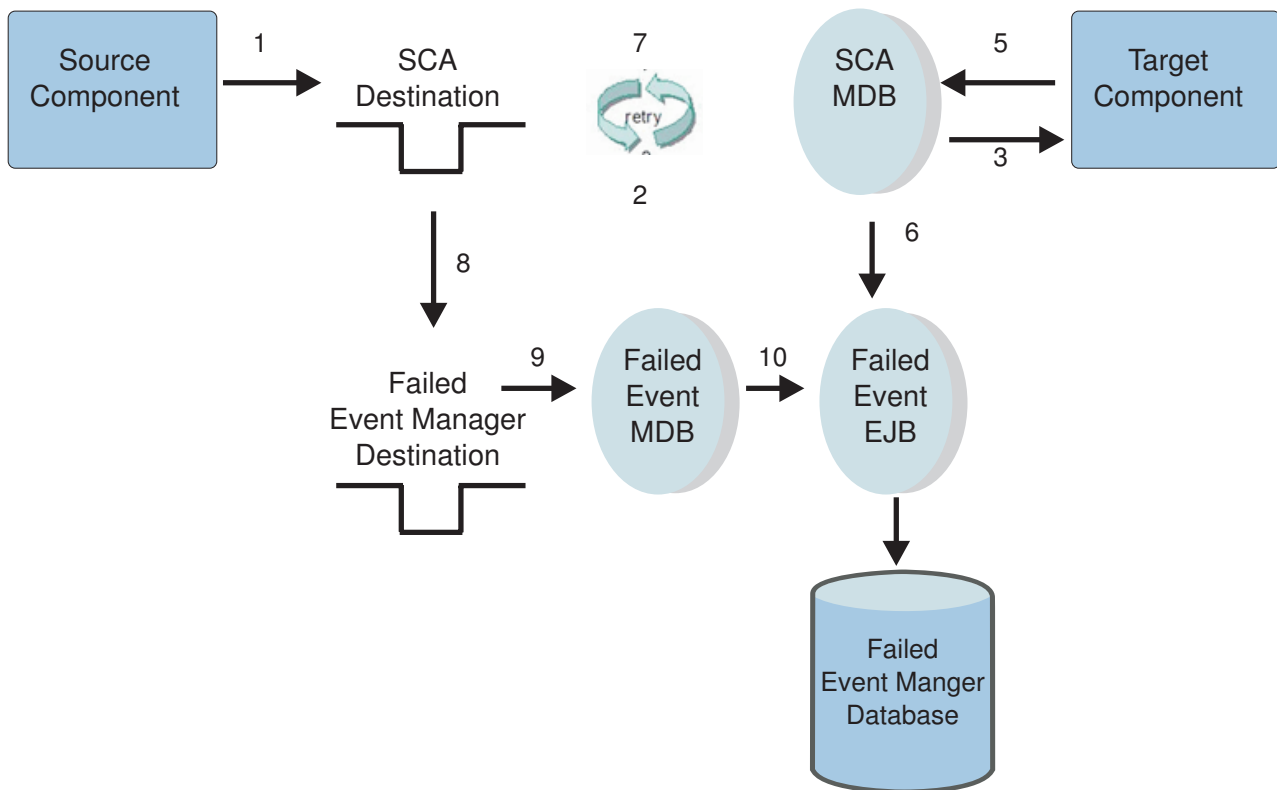 Source
Component
1
SCA
Destination
7
retry
2
SCA
MDB
5
3
Target
Component
8
6
Failed
Event Manager
Destination
9
Failed
Event
MDB
10
Failed
Event
EJB
Failed
Event Manger
Database